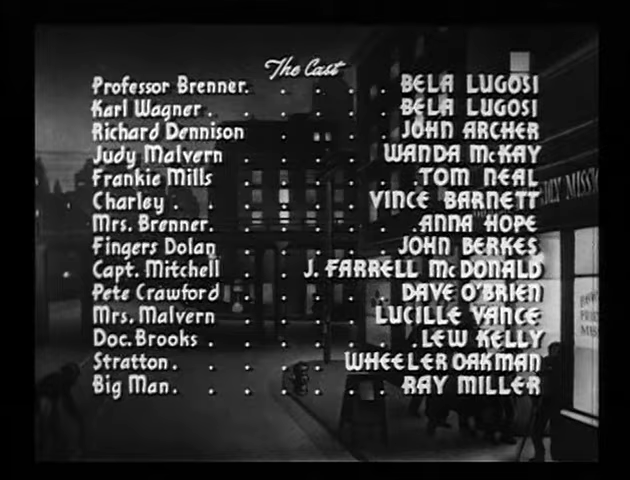 The Cast
Professor Brenner. . . . . . BELA LUGOSI
Karl Wagner . . . . . . BELA LUGOSI
Richard Dennison . . . . JOHN ARCHER
Judy Malvern . . . . . WANDA McKAY
Frankie Mills . . . . . TOM NEAL
Charley . . . . . . VINCE BARNETT
Mrs. Brenner. . . . . . .ANNA HOPE
Fingers Dolan . . . . . JOHN BERKES
Capt. Mitchell . . . J. FARRELL McDONALD
Pete Crawford . . . . . DAVE O'BRIEN
Mrs. Malvern . . . . . LUCILLE VANCE
Doc. Brooks . . . . . . LEW KELLY
Stratton . . . . . WHEELER OAKMAN
Big Man. . . . . . . RAY MILLER